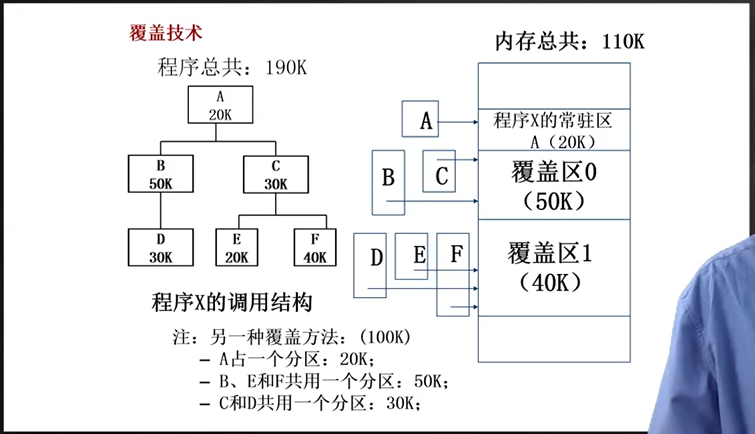 覆盖技术
程序总共：190K
A
20K
B
50K
C
30K
D
30K
E
20K
F
40K
程序X的调用结构
内存总共：110K
A
程序X的常驻区
A（20K）
B
C
覆盖区0
（50K）
D
E
F
覆盖区1
（40K）
注：另一种覆盖方法：(100K)
– A占一个分区：20K；
– B、E和F共用一个分区：50K；
– C和D共用一个分区：30K；